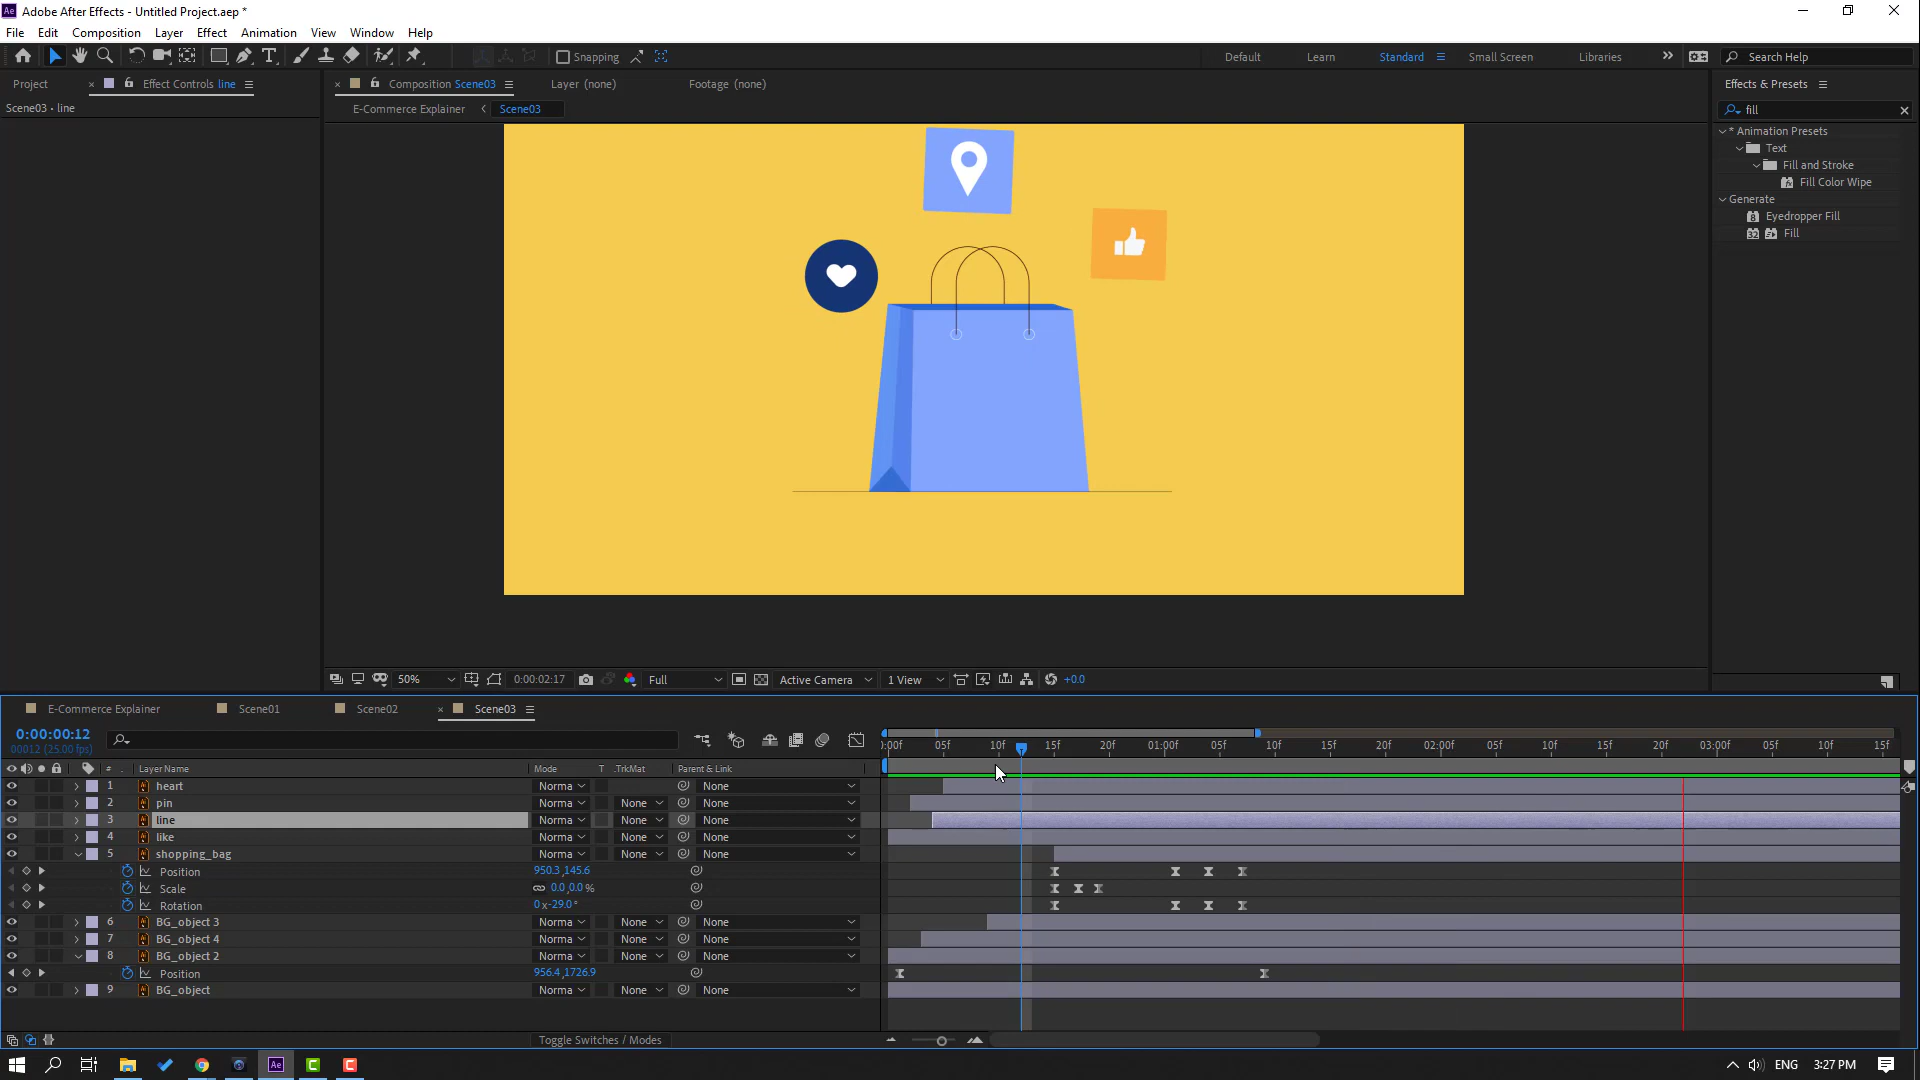 Adobe After Effects - Untitled Project.aep *
File Edit Composition Layer Effect Animation View Window Help
Snapping
Default Learn Standard Small Screen Libraries
Search Help
Project
Effect Controls line
Composition Scene03
Layer (none)
Footage (none)
Effects & Presets
Scene03 • line
E-Commerce Explainer
Scene03
fill
* Animation Presets
Text
Fill and Stroke
Fill Color Wipe
Generate
Eyedropper Fill
Fill
50%
0:00:02:17
Full
Active Camera
1 View
+0.0
E-Commerce Explainer
Scene01
Scene02
Scene03
0:00:00:12
00012 (25.00 fps)
0:00f 05f 10f 15f 20f 01:00f 05f 10f 15f 20f 02:00f 05f 10f 15f 20f 03:00f 05f 10f 15f
# Layer Name Mode T .TrkMat Parent & Link
1 heart Norma None
2 pin Norma None None
3 line Norma None None
4 like Norma None None
5 shopping_bag Norma None None
Position 950.3,145.6
Scale 0.0,0.0 %
Rotation 0x-29.0°
6 BG_object 3 Norma None None
7 BG_object 4 Norma None None
8 BG_object 2 Norma None None
Position 956.4,1726.9
9 BG_object Norma None None
Toggle Switches / Modes
ENG 3:27 PM